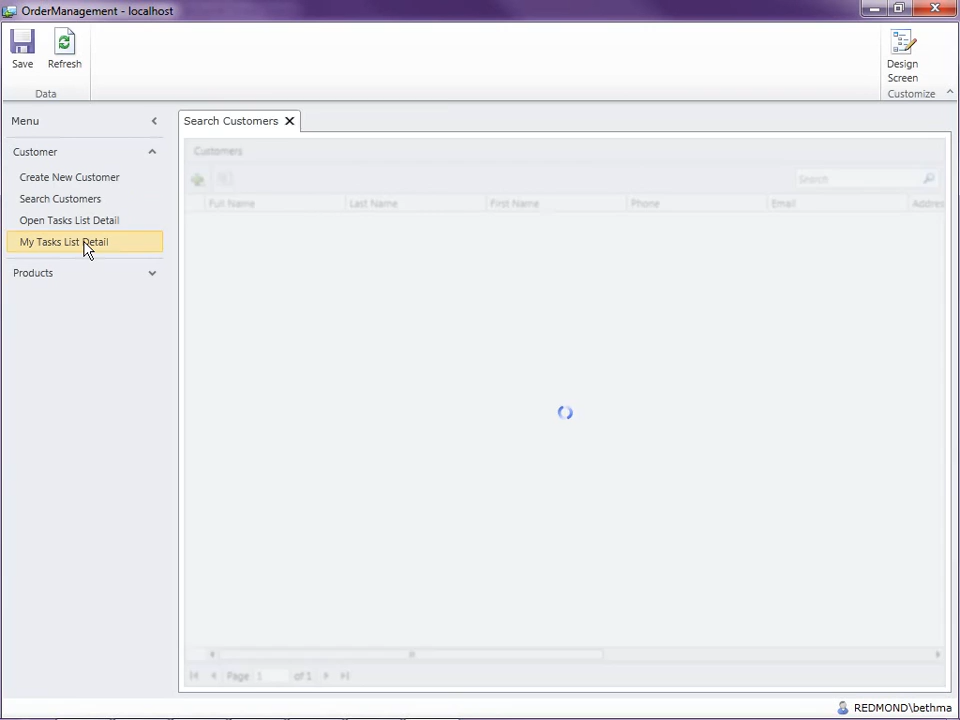 OrderManagement - localhost
Save
Refresh
Design
Screen
Data
Customize
Menu
Search Customers
Customer
Customers
Create New Customer
Search
Search Customers
Full Name
Last Name
First Name
Phone
Email
Addres
Open Tasks List Detail
My Tasks List Detail
Products
Page 1 of 1
REDMOND\bethma